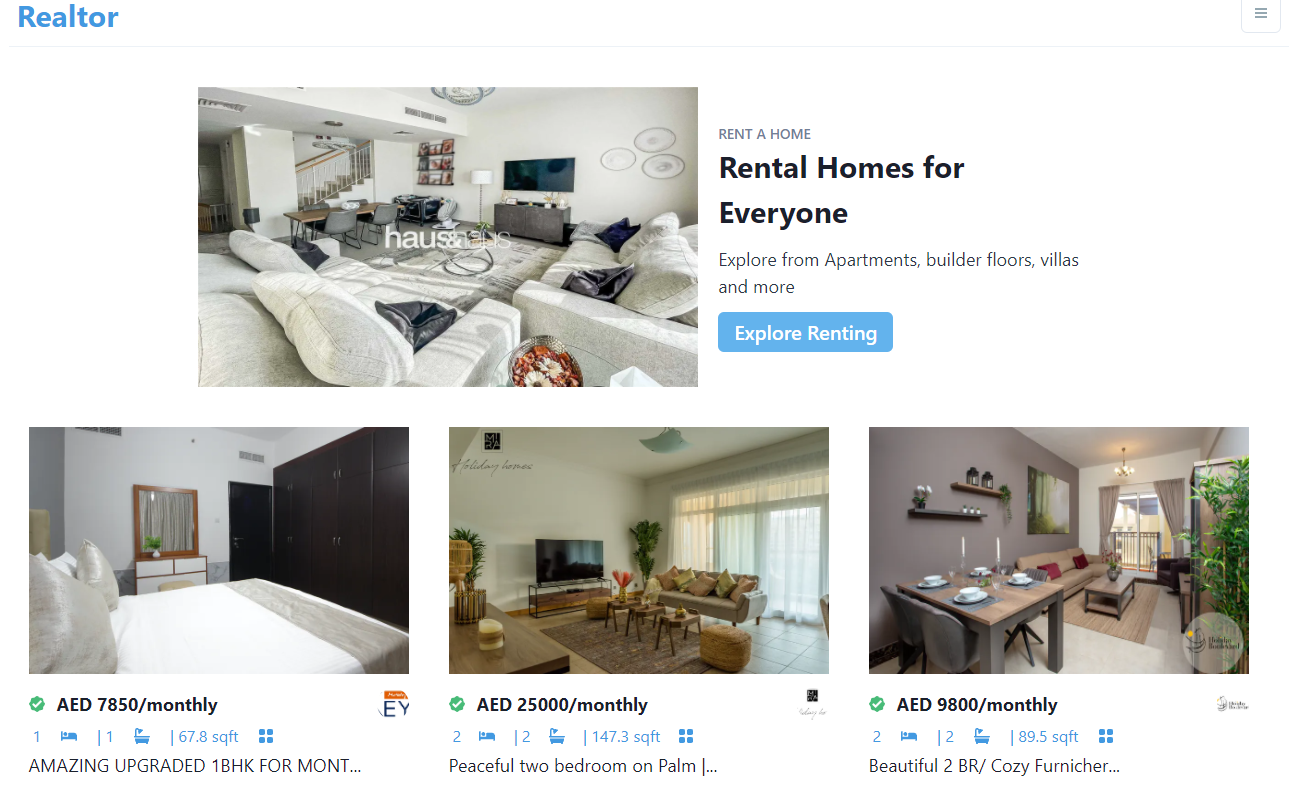 Realtor
haus&haus
RENT A HOME
Rental Homes for
Everyone
Explore from Apartments, builder floors, villas
and more
Explore Renting
MIRA
Holiday homes
AED 7850/monthly
EY
1 | 1 | 67.8 sqft
AMAZING UPGRADED 1BHK FOR MONT...
AED 25000/monthly
2 | 2 | 147.3 sqft
Peaceful two bedroom on Palm |...
AED 9800/monthly
2 | 2 | 89.5 sqft
Beautiful 2 BR/ Cozy Furnicher...